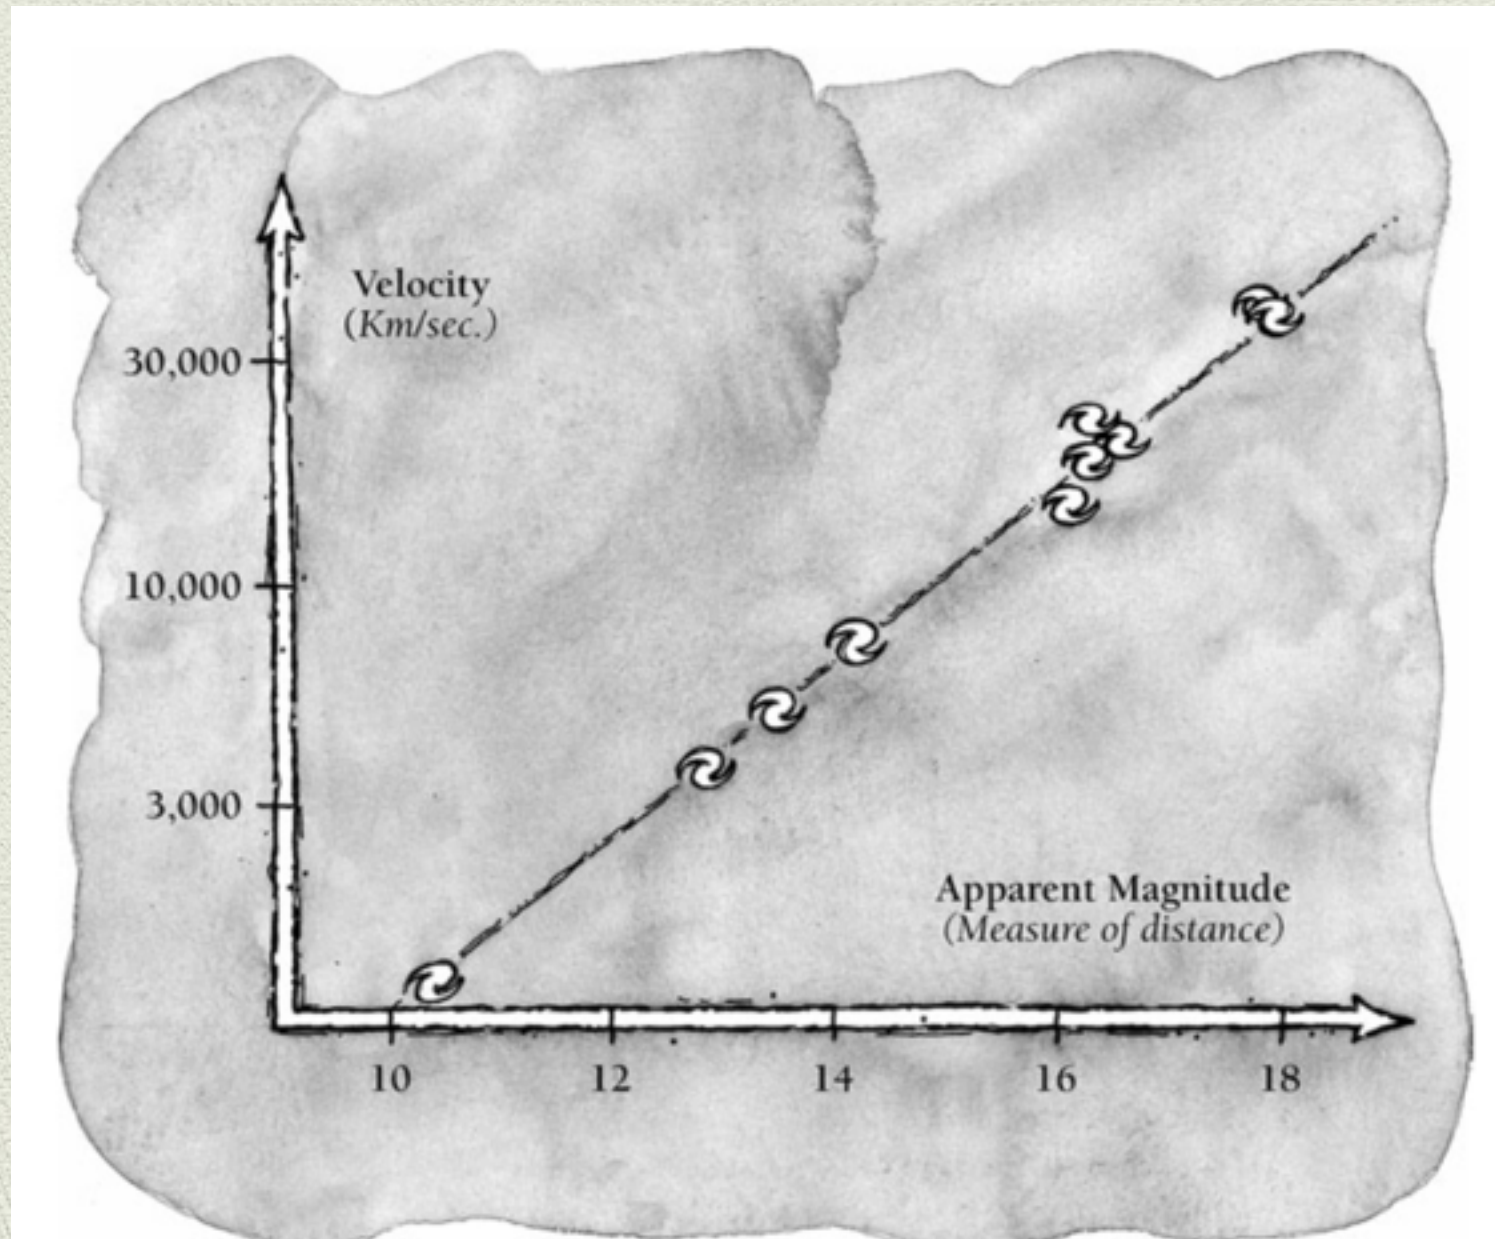 Velocity
(Km/sec.)
30,000
10,000
3,000
Apparent Magnitude
(Measure of distance)
10 12 14 16 18